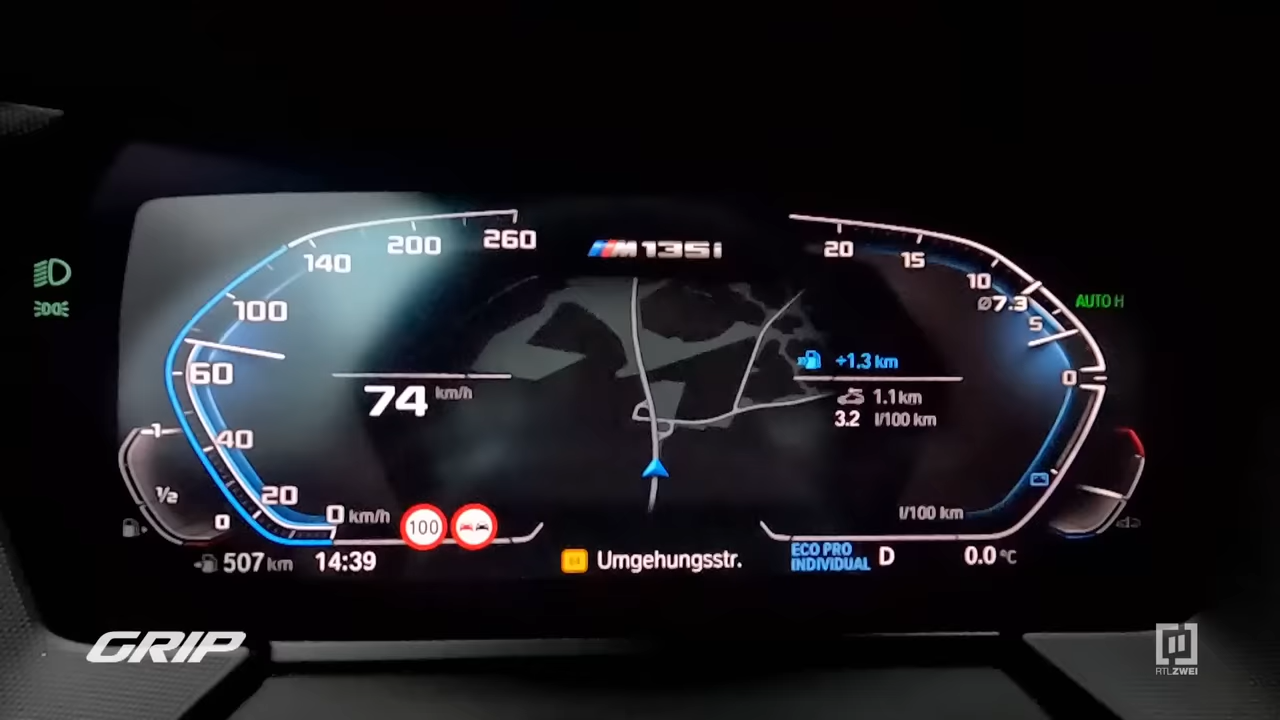 260
200
140
100
60
40
20
0 km/h
M135i
20
15
10
Ø7.3
5
0
AUTO H
74 km/h
+1.3 km
1.1 km
3.2 l/100 km
1
½
0
100
l/100 km
507 km
14:39
Umgehungsstr.
ECO PRO
INDIVIDUAL
D
0.0 °C
GRIP
RTLZWEI